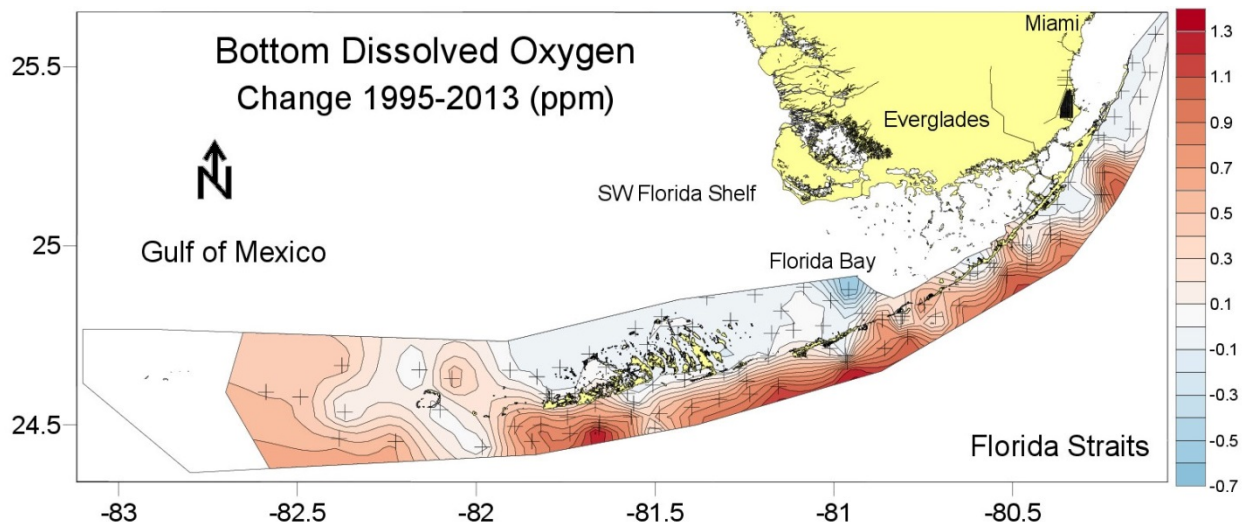 Bottom Dissolved Oxygen
Change 1995-2013 (ppm)
Miami
Everglades
SW Florida Shelf
N
Gulf of Mexico
Florida Bay
Florida Straits
25.5
25
24.5
-83
-82.5
-82
-81.5
-81
-80.5
1.3
1.1
0.9
0.7
0.5
0.3
0.1
-0.1
-0.3
-0.5
-0.7